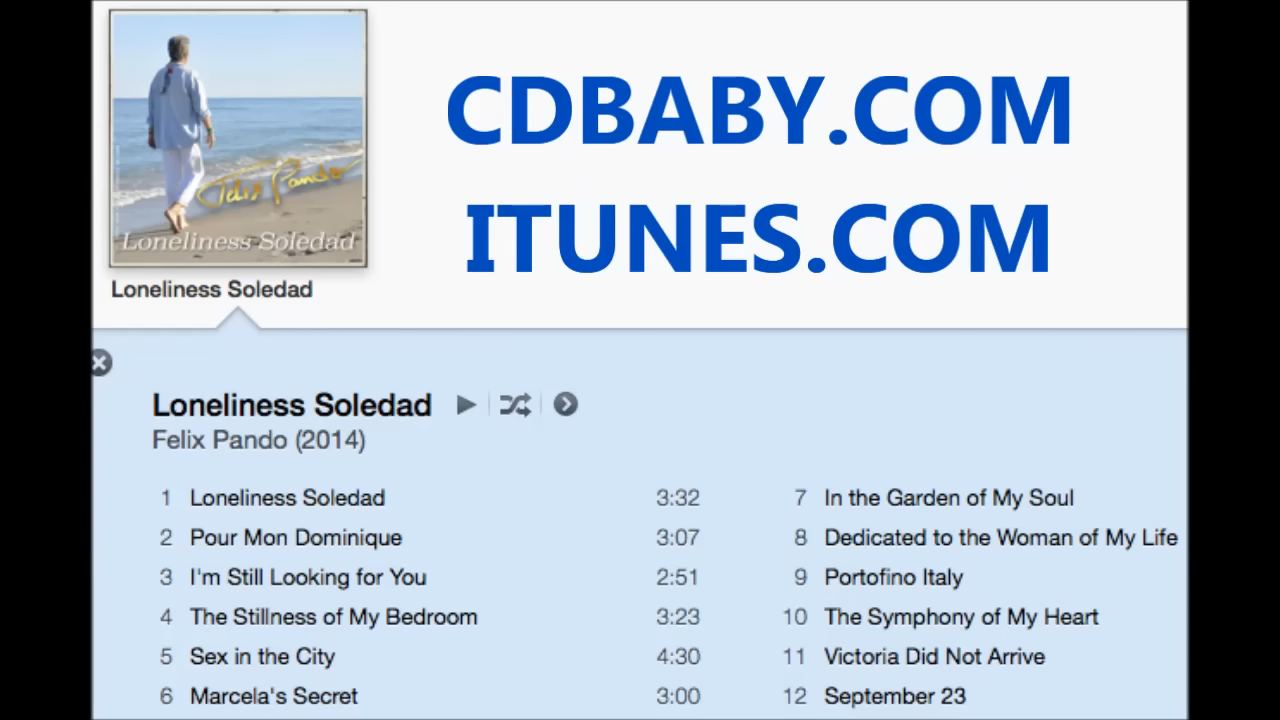 CDBABY.COM
ITUNES.COM
Felix Pando
Loneliness Soledad
Loneliness Soledad
Loneliness Soledad
Felix Pando (2014)
1 Loneliness Soledad 3:32
2 Pour Mon Dominique 3:07
3 I'm Still Looking for You 2:51
4 The Stillness of My Bedroom 3:23
5 Sex in the City 4:30
6 Marcela's Secret 3:00
7 In the Garden of My Soul
8 Dedicated to the Woman of My Life
9 Portofino Italy
10 The Symphony of My Heart
11 Victoria Did Not Arrive
12 September 23